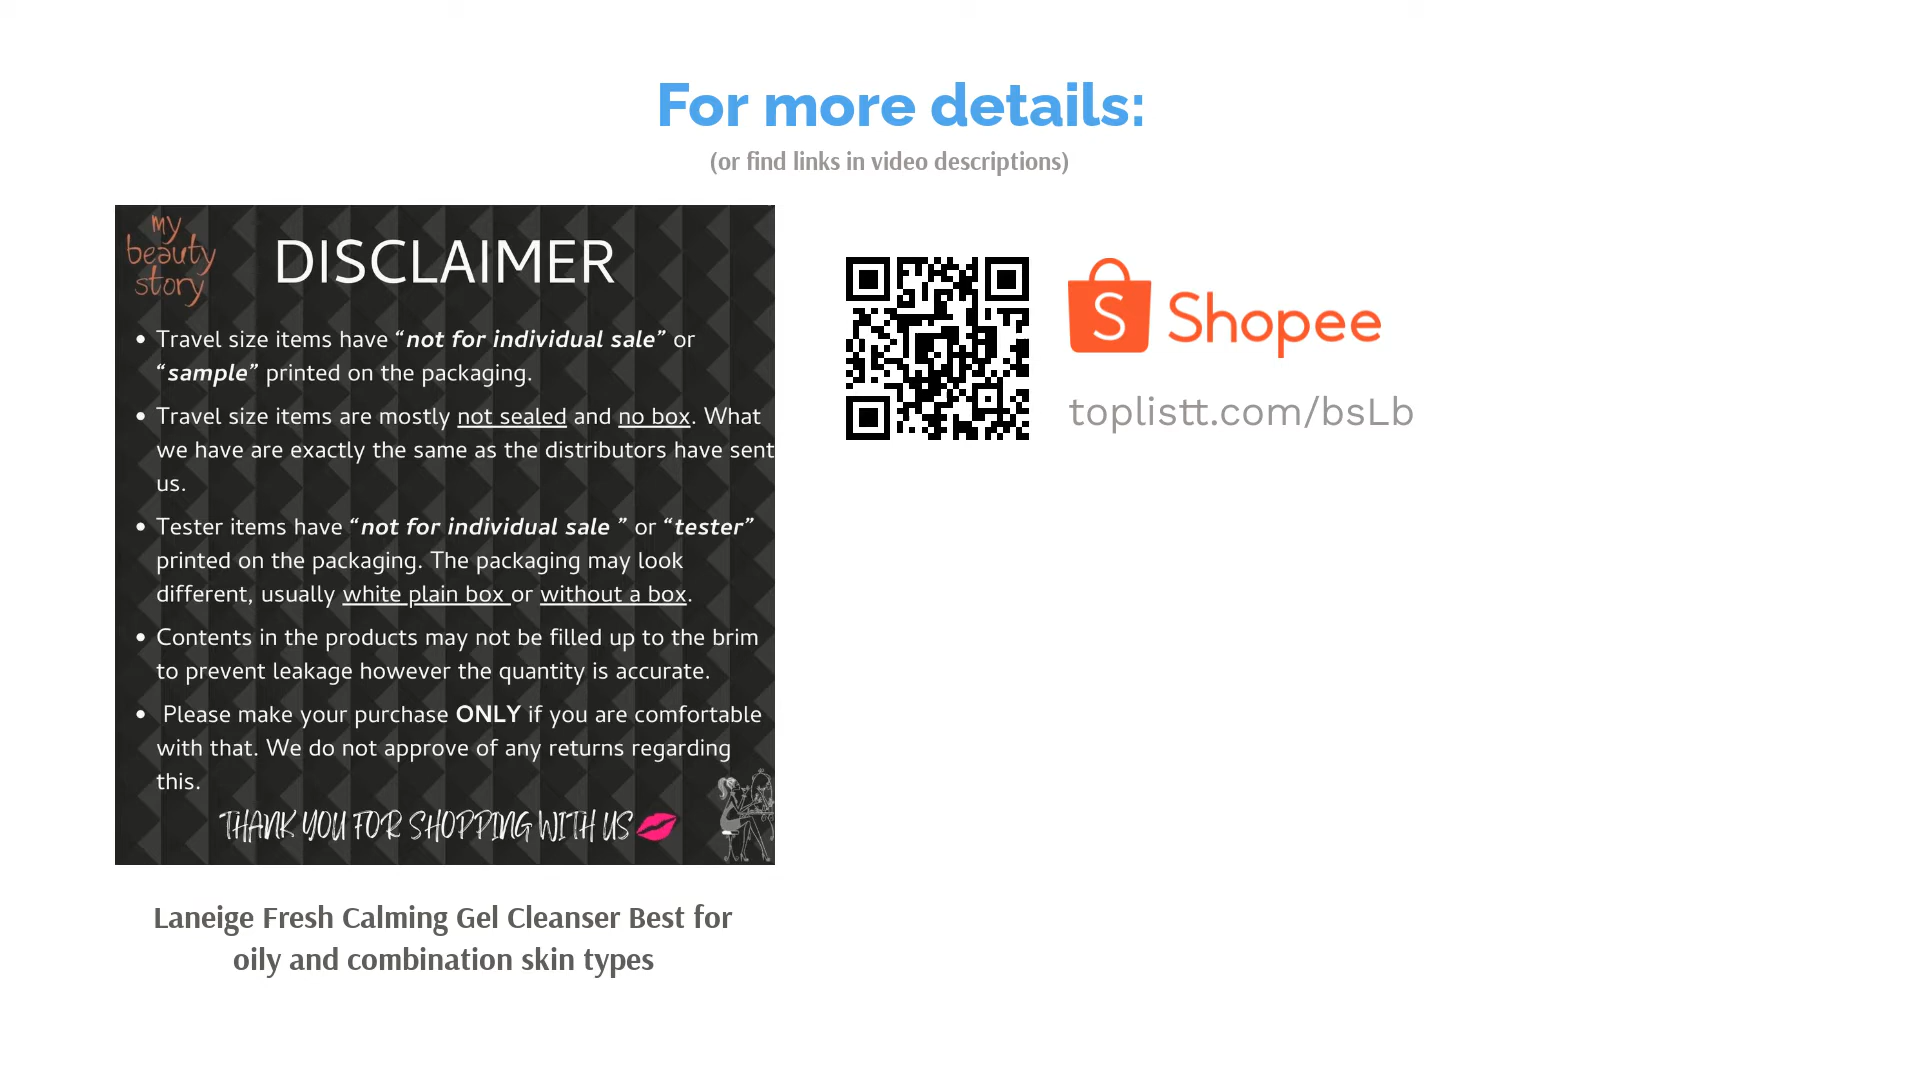 For more details:
(or find links in video descriptions)
my
beauty
story
DISCLAIMER
• Travel size items have “not for individual sale” or
“sample” printed on the packaging.
• Travel size items are mostly not sealed and no box. What
we have are exactly the same as the distributors have sent
us.
• Tester items have “not for individual sale ” or “tester”
printed on the packaging. The packaging may look
different, usually white plain box or without a box.
• Contents in the products may not be filled up to the brim
to prevent leakage however the quantity is accurate.
• Please make your purchase ONLY if you are comfortable
with that. We do not approve of any returns regarding
this.
THANK YOU FOR SHOPPING WITH US
Laneige Fresh Calming Gel Cleanser Best for
oily and combination skin types
S Shopee
toplistt.com/bsLb